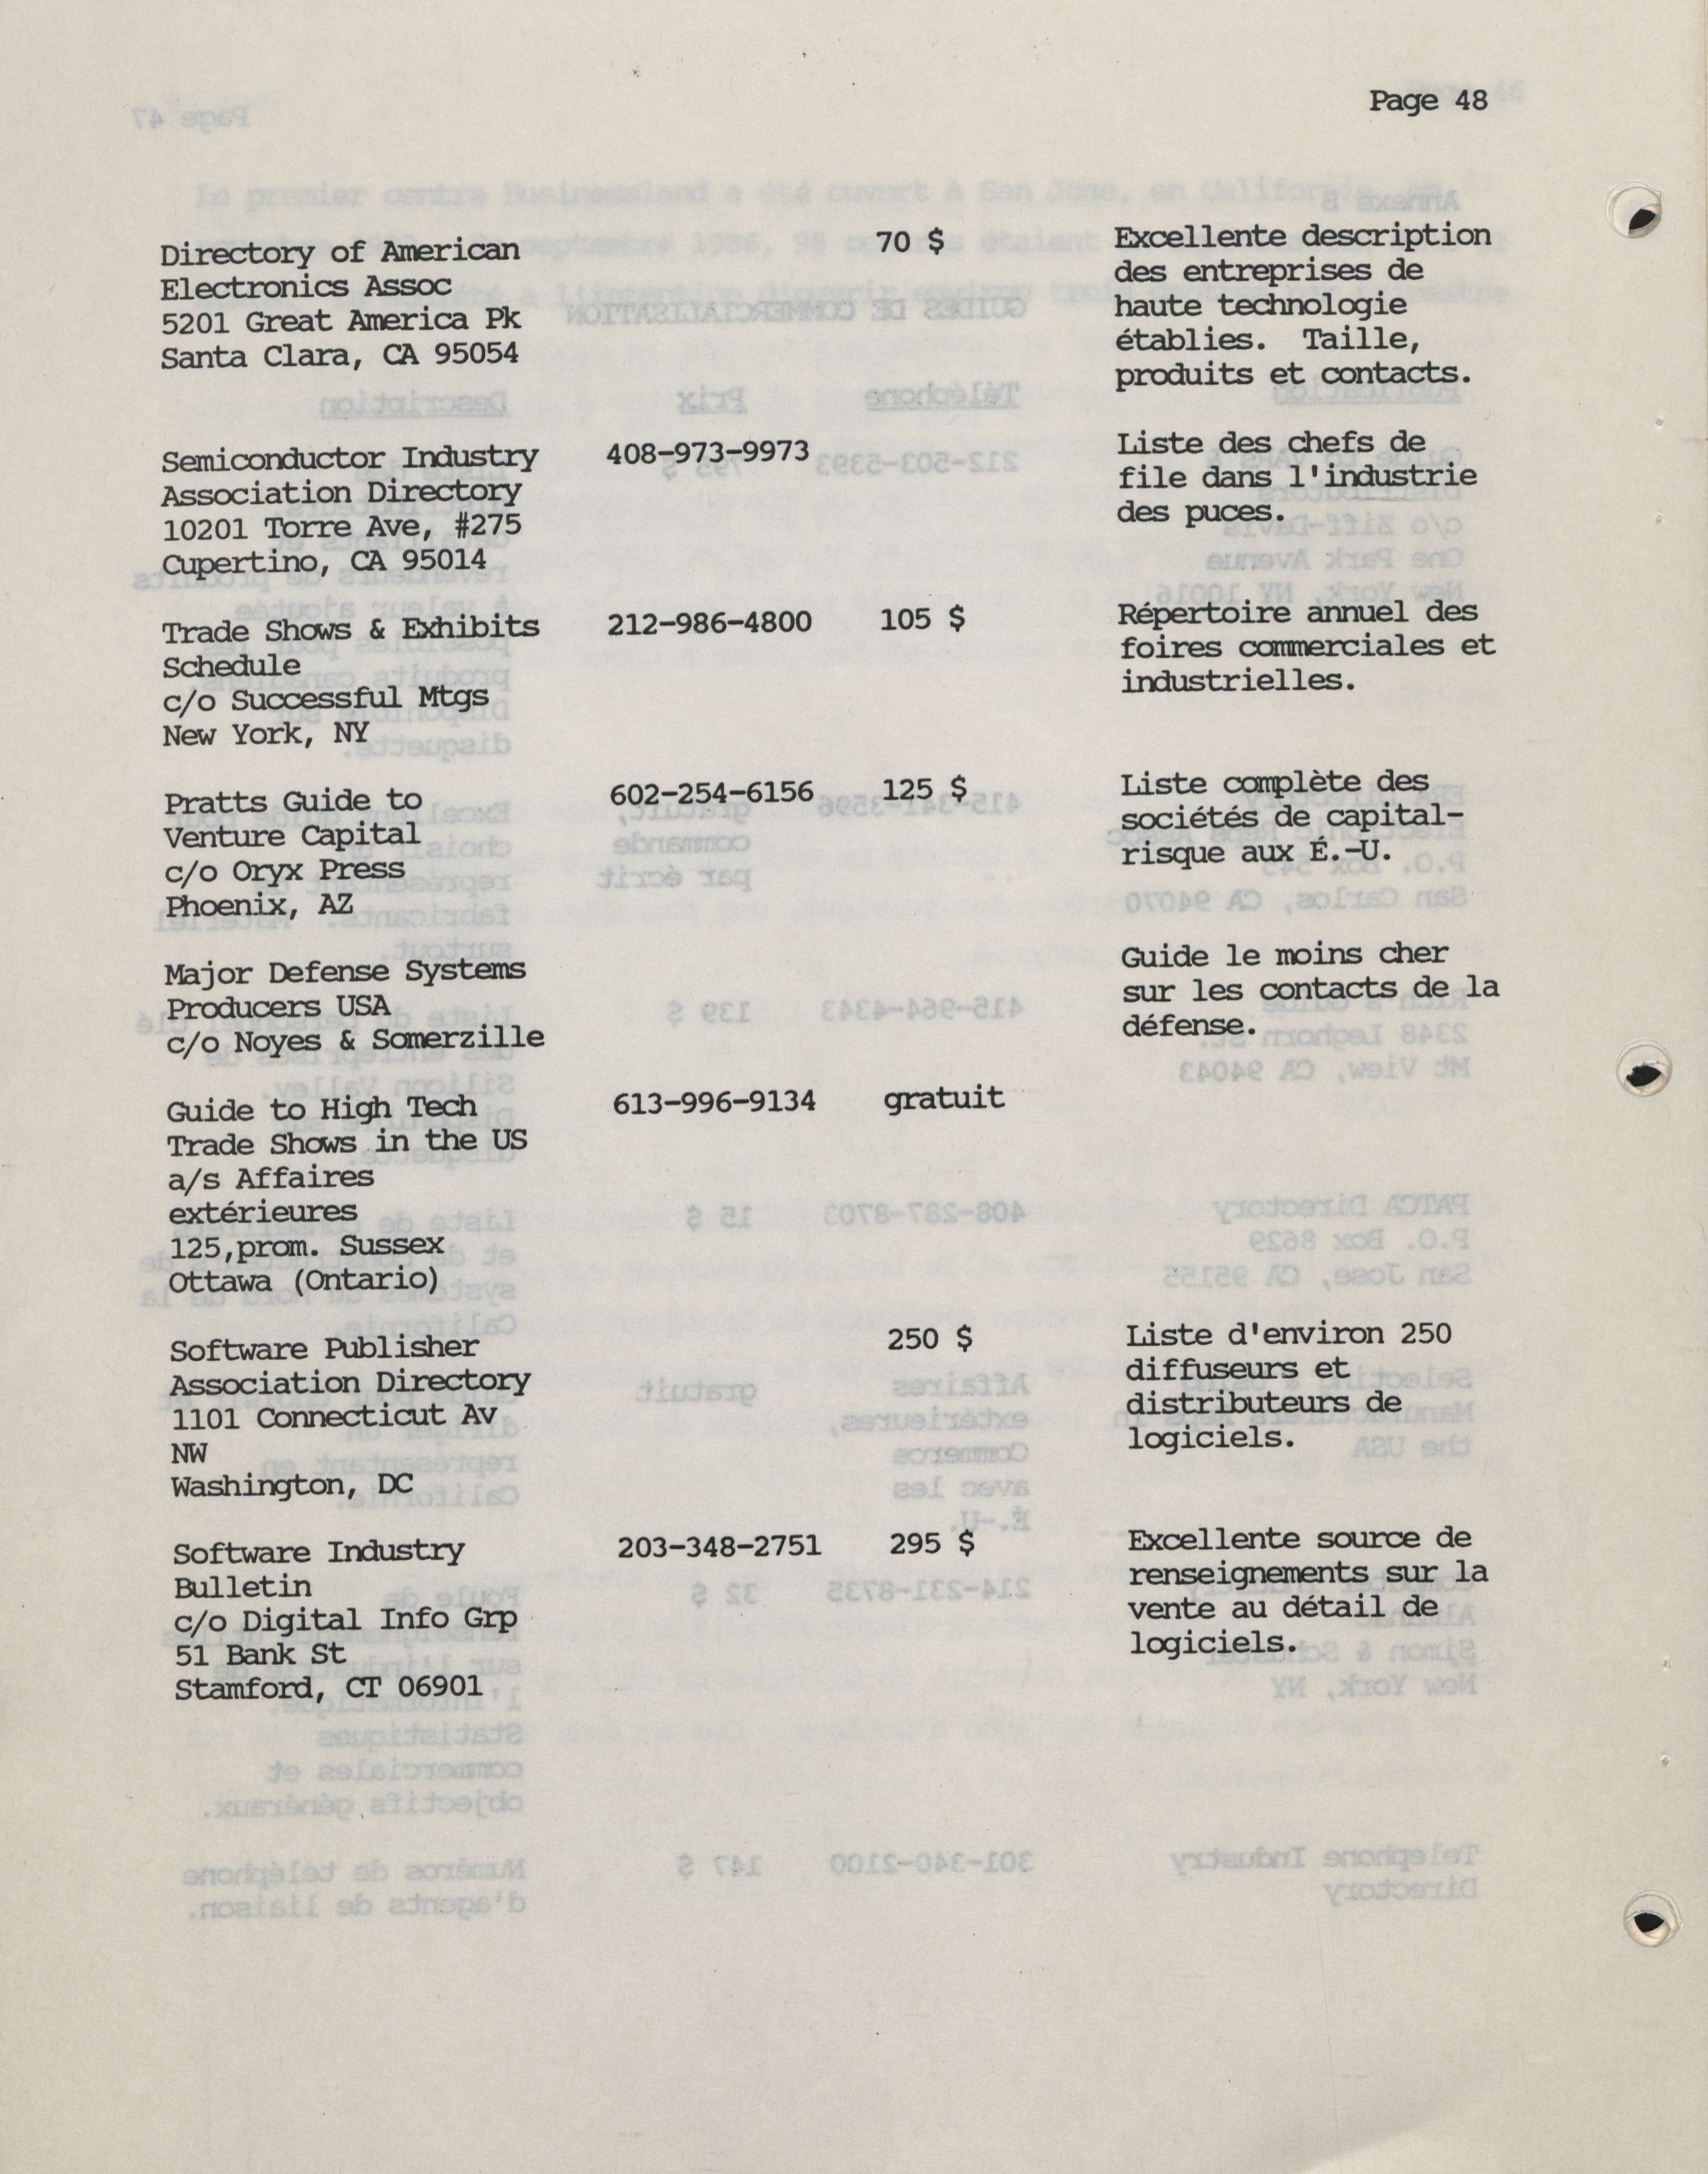 Page 48
Directory of American
Electronics Assoc
5201 Great America Pk
Santa Clara, CA 95054
70 $
Excellente description
des entreprises de
haute technologie
établies. Taille,
produits et contacts.
Semiconductor Industry
Association Directory
10201 Torre Ave, #275
Cupertino, CA 95014
408-973-9973
Liste des chefs de
file dans l'industrie
des puces.
Trade Shows & Exhibits
Schedule
c/o Successful Mtgs
New York, NY
212-986-4800
105 $
Répertoire annuel des
foires commerciales et
industrielles.
Pratts Guide to
Venture Capital
c/o Oryx Press
Phoenix, AZ
602-254-6156
125 $
Liste complète des
sociétés de capital-
risque aux É.-U.
Major Defense Systems
Producers USA
c/o Noyes & Somerzille
Guide le moins cher
sur les contacts de la
défense.
Guide to High Tech
Trade Shows in the US
a/s Affaires
extérieures
125,prom. Sussex
Ottawa (Ontario)
613-996-9134
gratuit
Software Publisher
Association Directory
1101 Connecticut Av
NW
Washington, DC
250 $
Liste d'environ 250
diffuseurs et
distributeurs de
logiciels.
Software Industry
Bulletin
c/o Digital Info Grp
51 Bank St
Stamford, CT 06901
203-348-2751
295 $
Excellente source de
renseignements sur la
vente au détail de
logiciels.